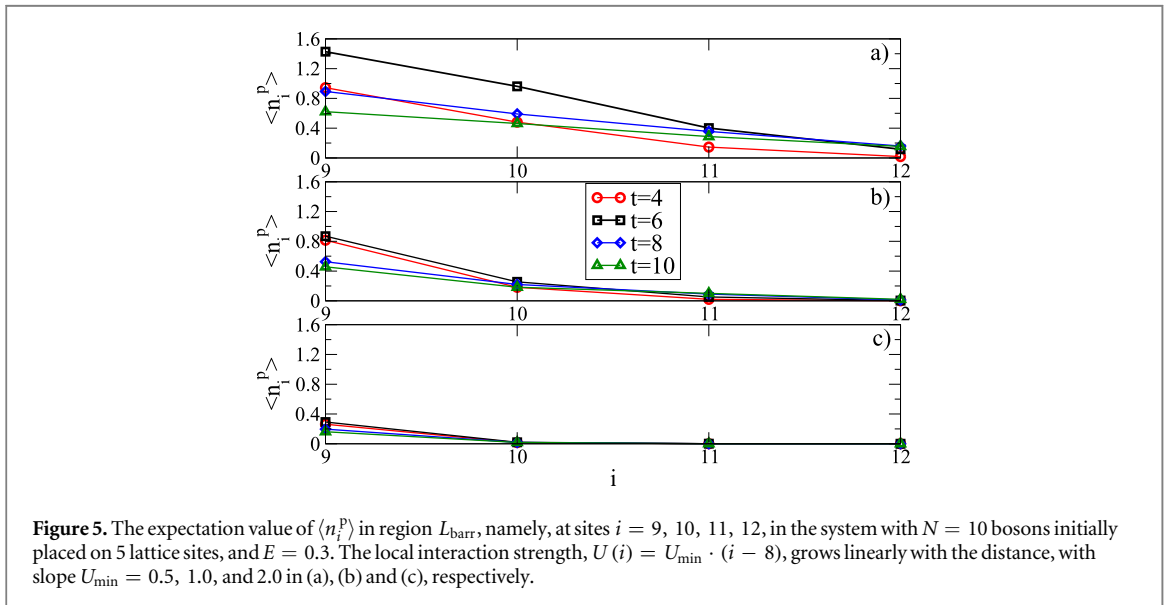 1.6
a)
1.2
<n_i^p>
0.8
0.4
0
9
10
11
12
1.6
b)
1.2
t=4
<n_i^p>
t=6
0.8
t=8
0.4
t=10
0
9
10
11
12
1.6
c)
1.2
<n_i^p>
0.8
0.4
0
9
10
11
12
i
Figure 5. The expectation value of ⟨n_i^p⟩ in region L_barr, namely, at sites i = 9, 10, 11, 12, in the system with N = 10 bosons initially
placed on 5 lattice sites, and E = 0.3. The local interaction strength, U (i) = U_min · (i − 8), grows linearly with the distance, with
slope U_min = 0.5, 1.0, and 2.0 in (a), (b) and (c), respectively.